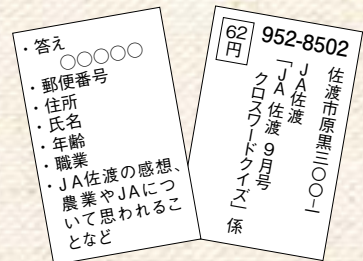 ・答え
○○○○○
・郵便番号
・住所
・氏名
・年齢
・職業
・JA佐渡の感想、
農業やJAにつ
いて思われるこ
となど
62
円
952-8502
佐渡市原黒三〇〇ー一
JA佐渡
「JA佐渡 9月号
クロスワードクイズ」係